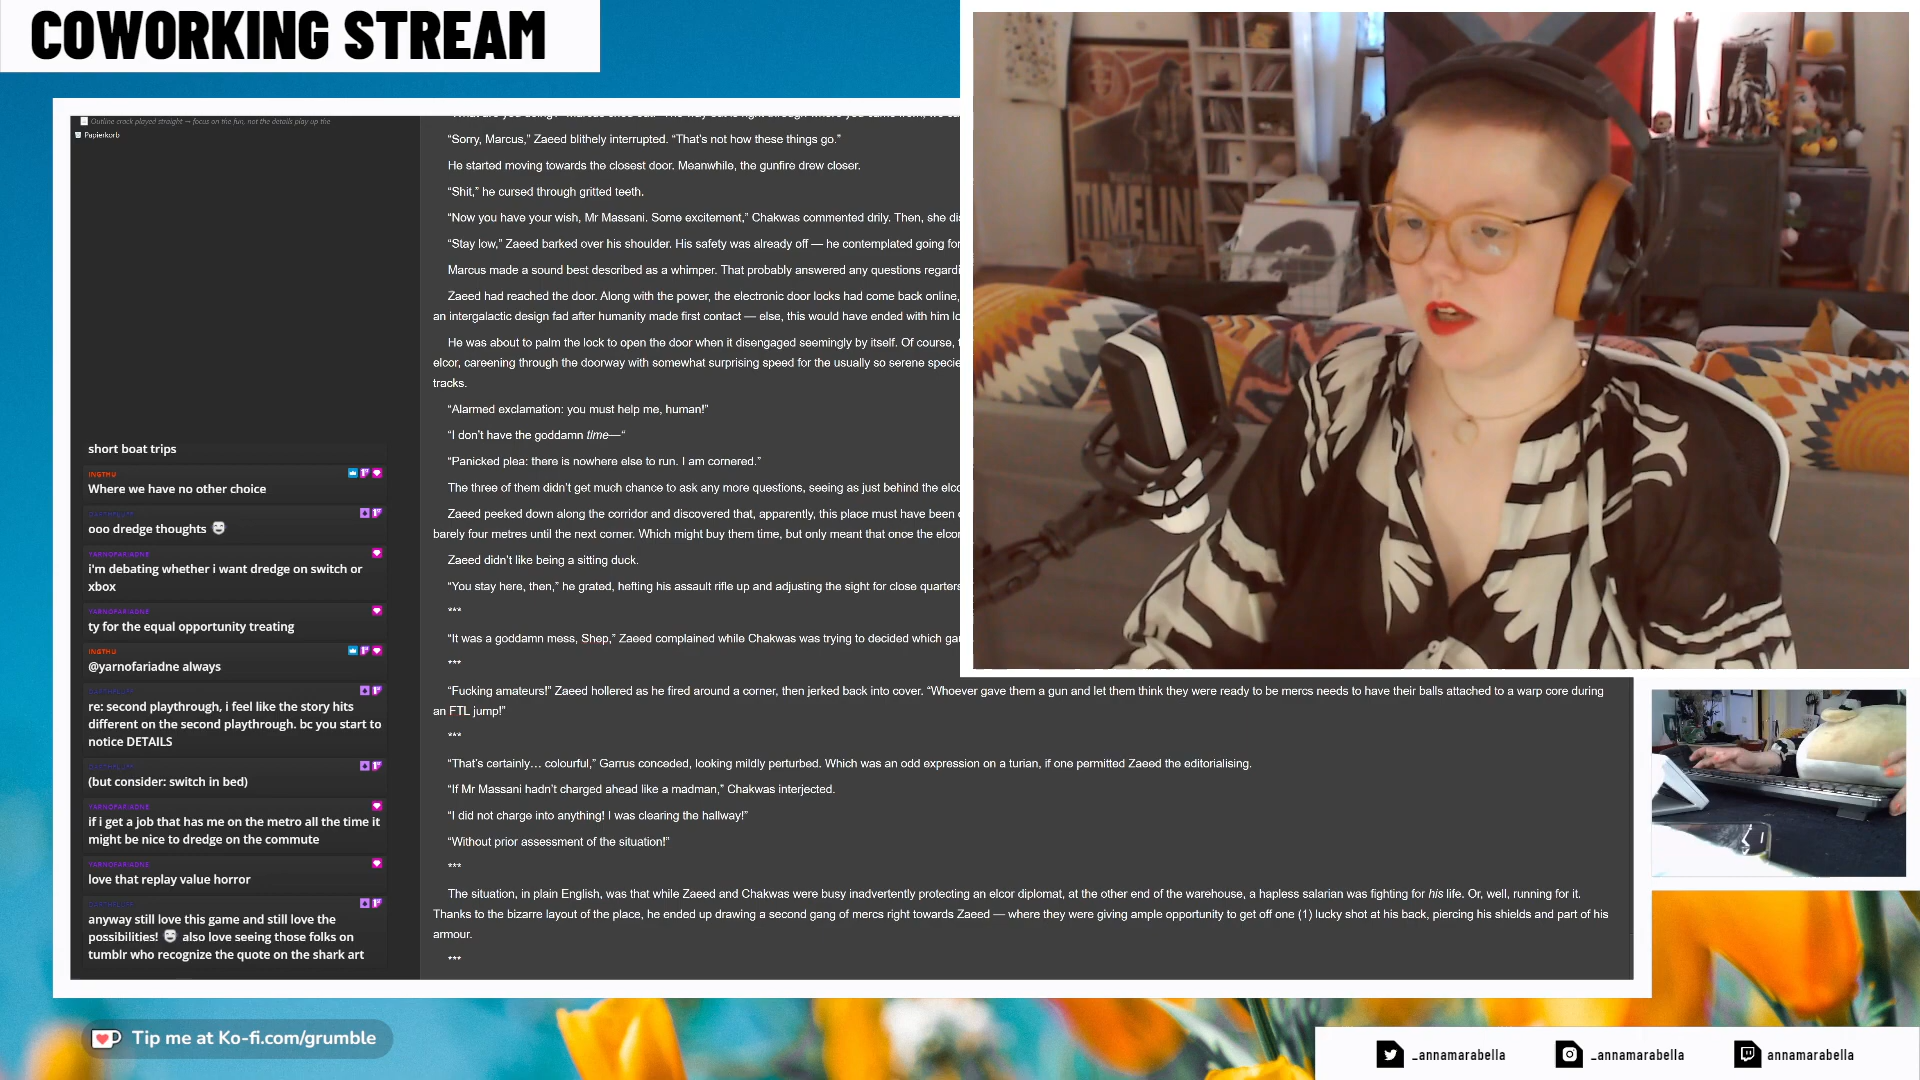 COWORKING STREAM
Outline crack played straight → focus on the fun, not the details play up the
Papierkorb
“Sorry, Marcus,” Zaeed blithely interrupted. “That’s not how these things go.”
He started moving towards the closest door. Meanwhile, the gunfire drew closer.
“Shit,” he cursed through gritted teeth.
“Now you have your wish, Mr Massani. Some excitement,” Chakwas commented drily. Then, she
“Stay low,” Zaeed barked over his shoulder. His safety was already off — he contemplated going
Marcus made a sound best described as a whimper. That probably answered any questions
Zaeed had reached the door. Along with the power, the electronic door locks had come back online,
an intergalactic design fad after humanity made first contact — else, this would have ended with him
He was about to palm the lock to open the door when it disengaged seemingly by itself. Of course,
elcor, careening through the doorway with somewhat surprising speed for the usually so serene
tracks.
“Alarmed exclamation: you must help me, human!”
“I don’t have the goddamn time—“
“Panicked plea: there is nowhere else to run. I am cornered.”
The three of them didn’t get much chance to ask any more questions, seeing as just behind the
Zaeed peeked down along the corridor and discovered that, apparently, this place must have been
barely four metres until the next corner. Which might buy them time, but only meant that once the
Zaeed didn’t like being a sitting duck.
“You stay here, then,” he grated, hefting his assault rifle up and adjusting the sight for close quarters
***
“It was a goddamn mess, Shep,” Zaeed complained while Chakwas was trying to decided which
***
“Fucking amateurs!” Zaeed hollered as he fired around a corner, then jerked back into cover. “Whoever gave them a gun and let them think they were ready to be mercs needs to have their balls attached to a warp core during
an FTL jump!”
***
“That’s certainly… colourful,” Garrus conceded, looking mildly perturbed. Which was an odd expression on a turian, if one permitted Zaeed the editorialising.
“If Mr Massani hadn’t charged ahead like a madman,” Chakwas interjected.
“I did not charge into anything! I was clearing the hallway!”
“Without prior assessment of the situation!”
***
The situation, in plain English, was that while Zaeed and Chakwas were busy inadvertently protecting an elcor diplomat, at the other end of the warehouse, a hapless salarian was fighting for his life. Or, well, running for it.
Thanks to the bizarre layout of the place, he ended up drawing a second gang of mercs right towards Zaeed — where they were giving ample opportunity to get off one (1) lucky shot at his back, piercing his shields and part of his
armour.
***
short boat trips
INGTHU
Where we have no other choice
ooo dredge thoughts
YARNOFARIADNE
i'm debating whether i want dredge on switch or
xbox
YARNOFARIADNE
ty for the equal opportunity treating
INGTHU
@yarnofariadne always
re: second playthrough, i feel like the story hits
different on the second playthrough. bc you start to
notice DETAILS
(but consider: switch in bed)
YARNOFARIADNE
if i get a job that has me on the metro all the time it
might be nice to dredge on the commute
YARNOFARIADNE
love that replay value horror
anyway still love this game and still love the
possibilities! also love seeing those folks on
tumblr who recognize the quote on the shark art
TIMELINE
Tip me at Ko-fi.com/grumble
_annamarabella
_annamarabella
annamarabella